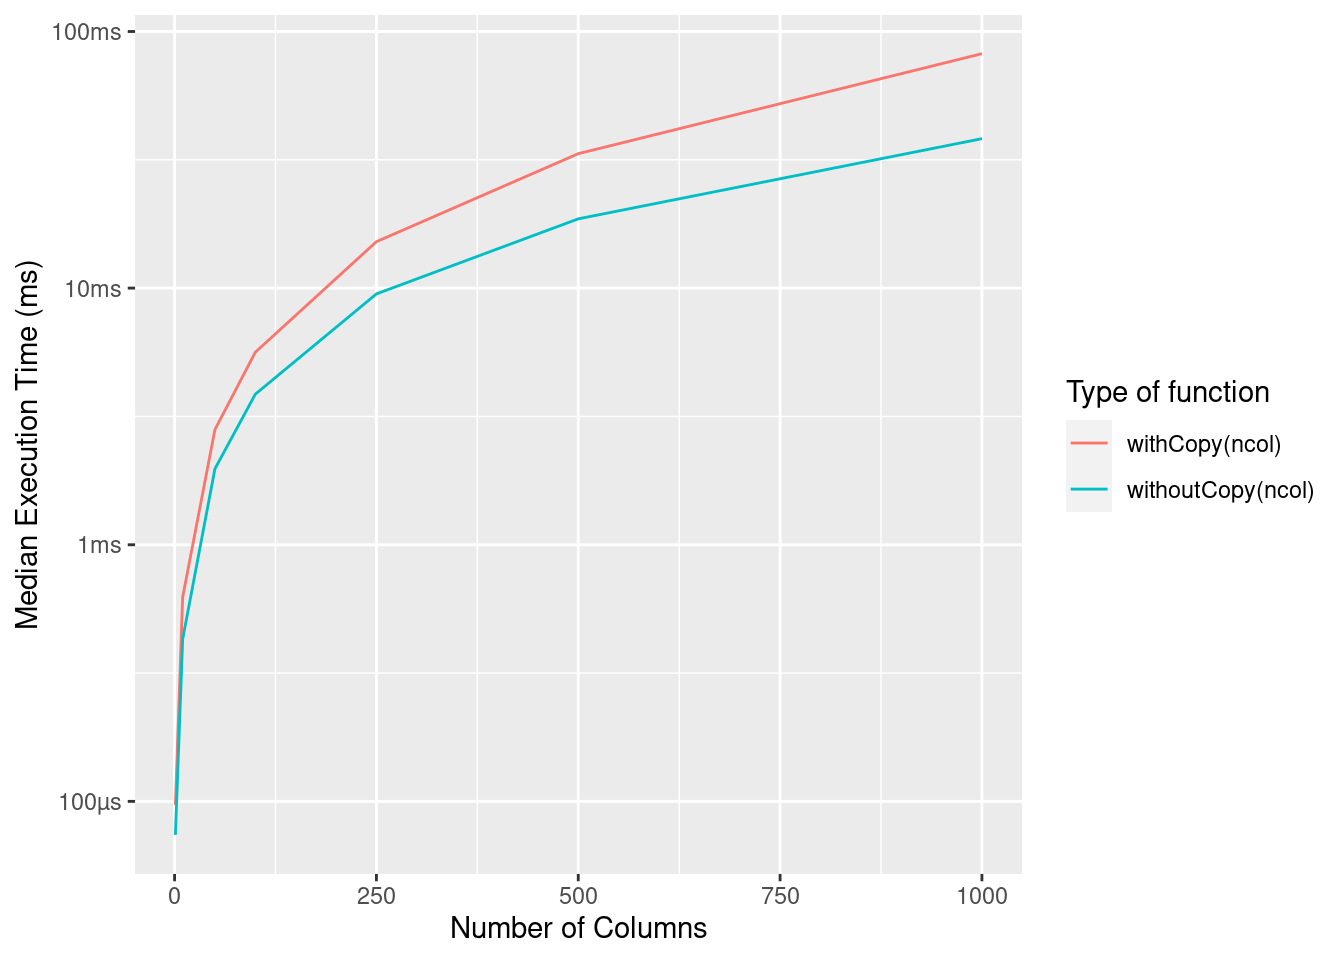 100ms
10ms
1ms
100µs
Median Execution Time (ms)
0 250 500 750 1000
Number of Columns
Type of function
withCopy(ncol)
withoutCopy(ncol)